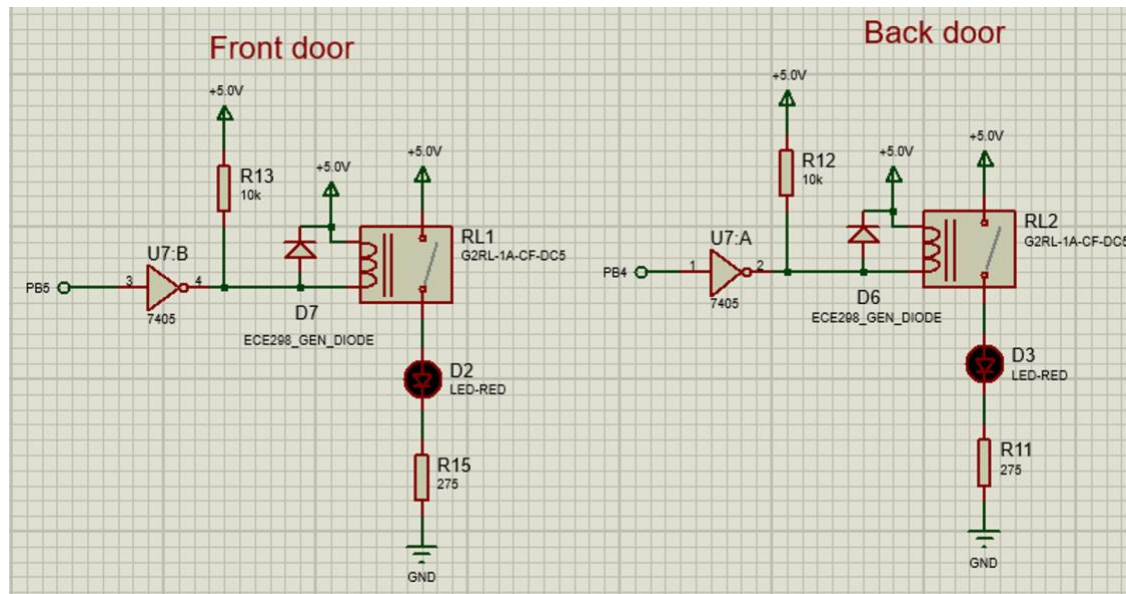 Front door
+5.0V
R13
10k
+5.0V
+5.0V
U7:B
PB5
3
4
7405
D7
ECE298_GEN_DIODE
RL1
G2RL-1A-CF-DC5
D2
LED-RED
R15
275
GND
Back door
+5.0V
R12
10k
+5.0V
+5.0V
U7:A
PB4
1
2
7405
D6
ECE298_GEN_DIODE
RL2
G2RL-1A-CF-DC5
D3
LED-RED
R11
275
GND